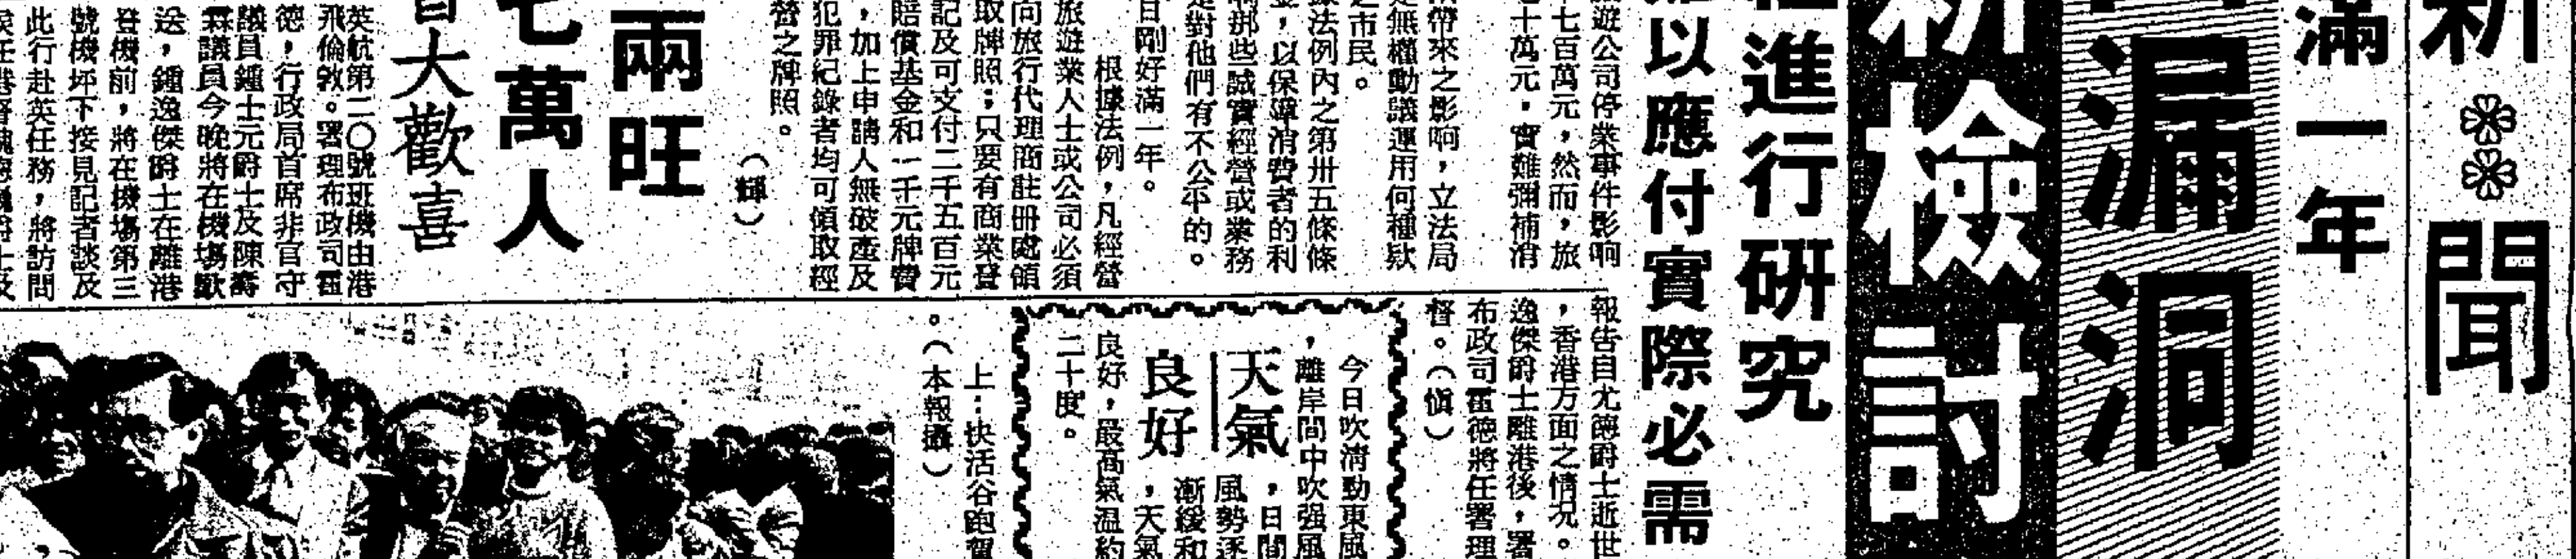 新聞
滿一年
漏洞
檢討
進行研究
以應付實際必需
遊公司停業事件影响
七百萬元，然而，旅
十萬元，實難彌補消
帶來之影响，立法局
無權動議運用何種欵
之市民。
法例內之第卅五條條
，以保障消費者的利
那些誠實經營或業務
是對他們有不公平的。
日剛好滿一年。
根據法例，凡經營
旅遊業人士或公司必須
向旅行代理商註册處領
取牌照；只要有商業登
記及可支付二千五百元
賠償基金和一千元牌費
，加上申請人無破產及
犯罪紀錄者均可領取經
營之牌照。
（輝）
兩旺
七萬人
大歡喜
英航第二〇號班機由港
飛倫敦。署理布政司霍
德，行政局首席非官守
議員鍾士元爵士及陳壽
霖議員今晚將在機塲歡
送，鍾逸傑爵士在離港
登機前，將在機塲第三
號機坪下接見記者談及
此行赴英任務，將訪問
報告自尤德爵士逝世
，香港方面之情况。
逸傑爵士離港後，署
布政司霍德將任署理
督。（愼）
天氣
良好
今日吹淸勁東風
，離岸間中吹强風
，日間
風勢逐
漸緩和
，天氣
良好，最高氣溫約
二十度。
上：快活谷跑馬
。（本報攝）